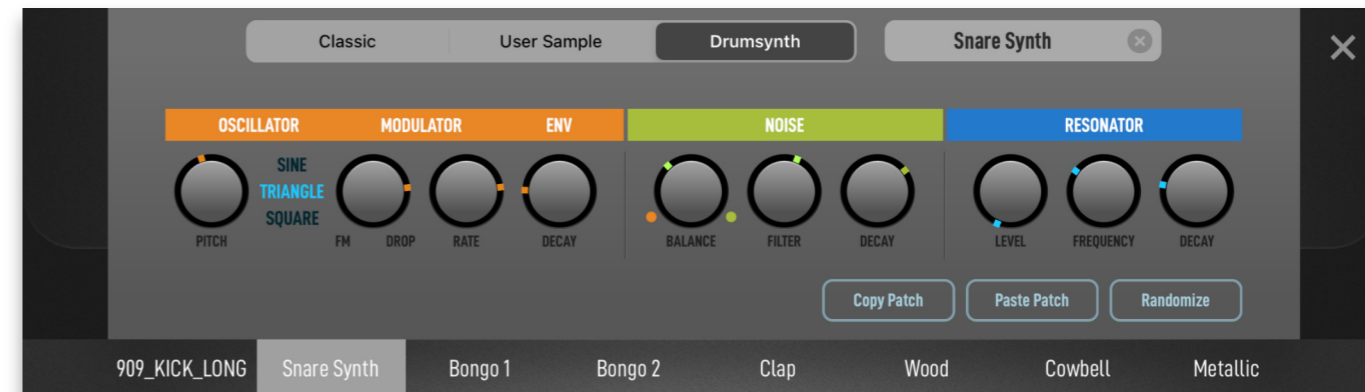 Classic User Sample Drumsynth Snare Synth
OSCILLATOR MODULATOR ENV NOISE RESONATOR
SINE
TRIANGLE
SQUARE
PITCH FM DROP RATE DECAY BALANCE FILTER DECAY LEVEL FREQUENCY DECAY
Copy Patch Paste Patch Randomize
909_KICK_LONG Snare Synth Bongo 1 Bongo 2 Clap Wood Cowbell Metallic